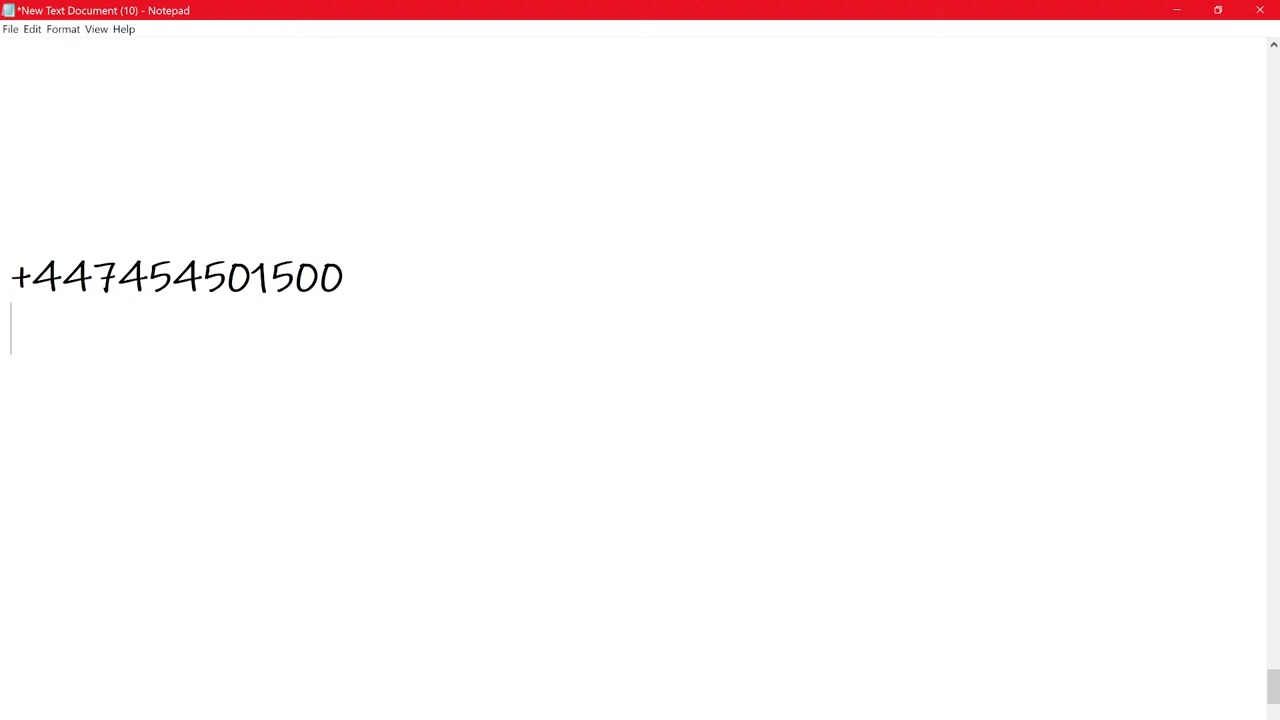 *New Text Document (10) - Notepad
File Edit Format View Help
+447454501500